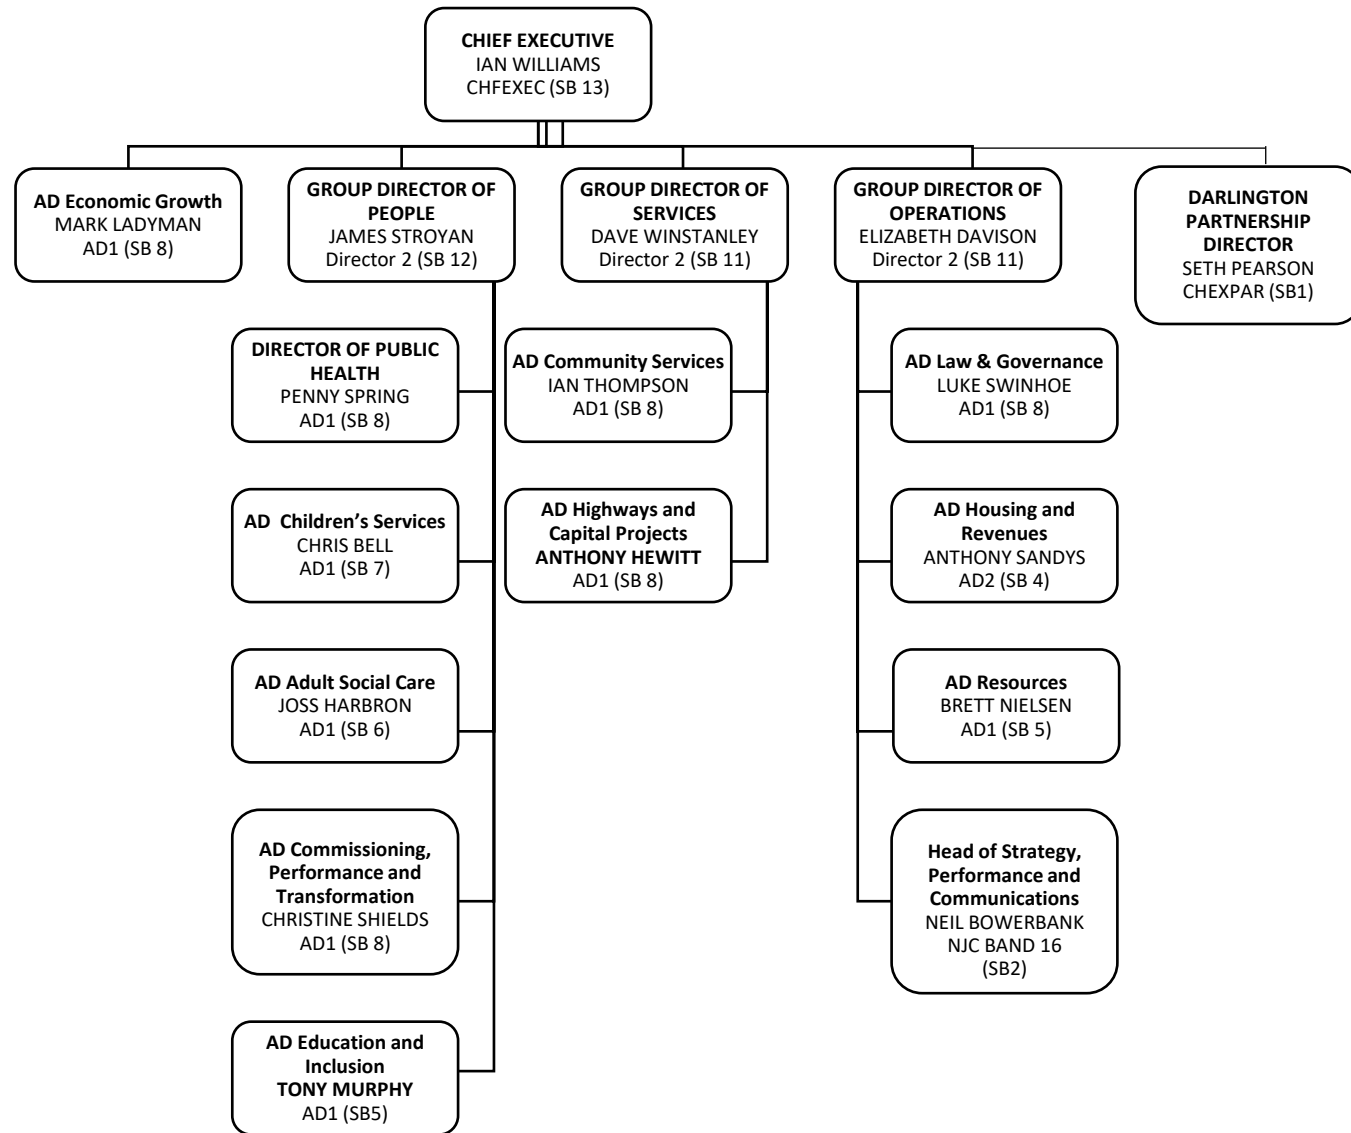 CHIEF EXECUTIVE
IAN WILLIAMS
CHFEXEC (SB 13)
AD Economic Growth
MARK LADYMAN
AD1 (SB 8)
GROUP DIRECTOR OF
PEOPLE
JAMES STROYAN
Director 2 (SB 12)
GROUP DIRECTOR OF
SERVICES
DAVE WINSTANLEY
Director 2 (SB 11)
GROUP DIRECTOR OF
OPERATIONS
ELIZABETH DAVISON
Director 2 (SB 11)
DARLINGTON
PARTNERSHIP
DIRECTOR
SETH PEARSON
CHEXPAR (SB1)
DIRECTOR OF PUBLIC
HEALTH
PENNY SPRING
AD1 (SB 8)
AD Community Services
IAN THOMPSON
AD1 (SB 8)
AD Law & Governance
LUKE SWINHOE
AD1 (SB 8)
AD  Children’s Services
CHRIS BELL
AD1 (SB 7)
AD Highways and
Capital Projects
ANTHONY HEWITT
AD1 (SB 8)
AD Housing and
Revenues
ANTHONY SANDYS
AD2 (SB 4)
AD Adult Social Care
JOSS HARBRON
AD1 (SB 6)
AD Resources
BRETT NIELSEN
AD1 (SB 5)
AD Commissioning,
Performance and
Transformation
CHRISTINE SHIELDS
AD1 (SB 8)
Head of Strategy,
Performance and
Communications
NEIL BOWERBANK
NJC BAND 16
(SB2)
AD Education and
Inclusion
TONY MURPHY
AD1 (SB5)